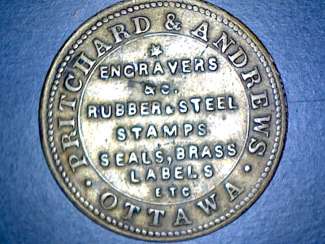 PRITCHARD & ANDREWS
ENGRAVERS
&C.
RUBBER & STEEL
STAMPS
SEALS, BRASS
LABELS
ETC
· OTTAWA ·